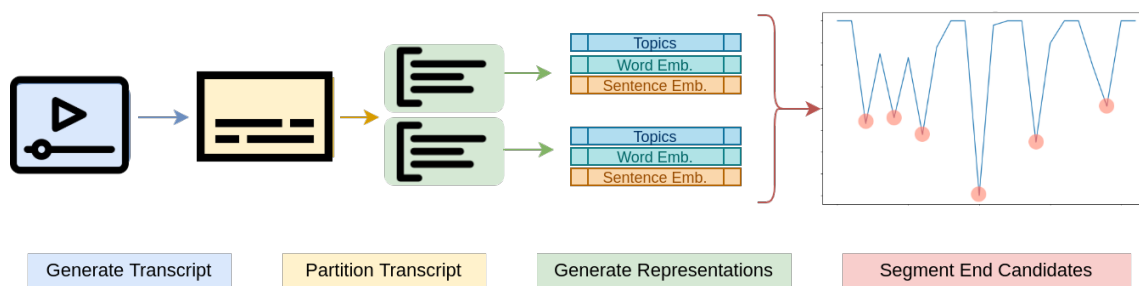 Topics
Word Emb.
Sentence Emb.
Topics
Word Emb.
Sentence Emb.
Generate Transcript
Partition Transcript
Generate Representations
Segment End Candidates